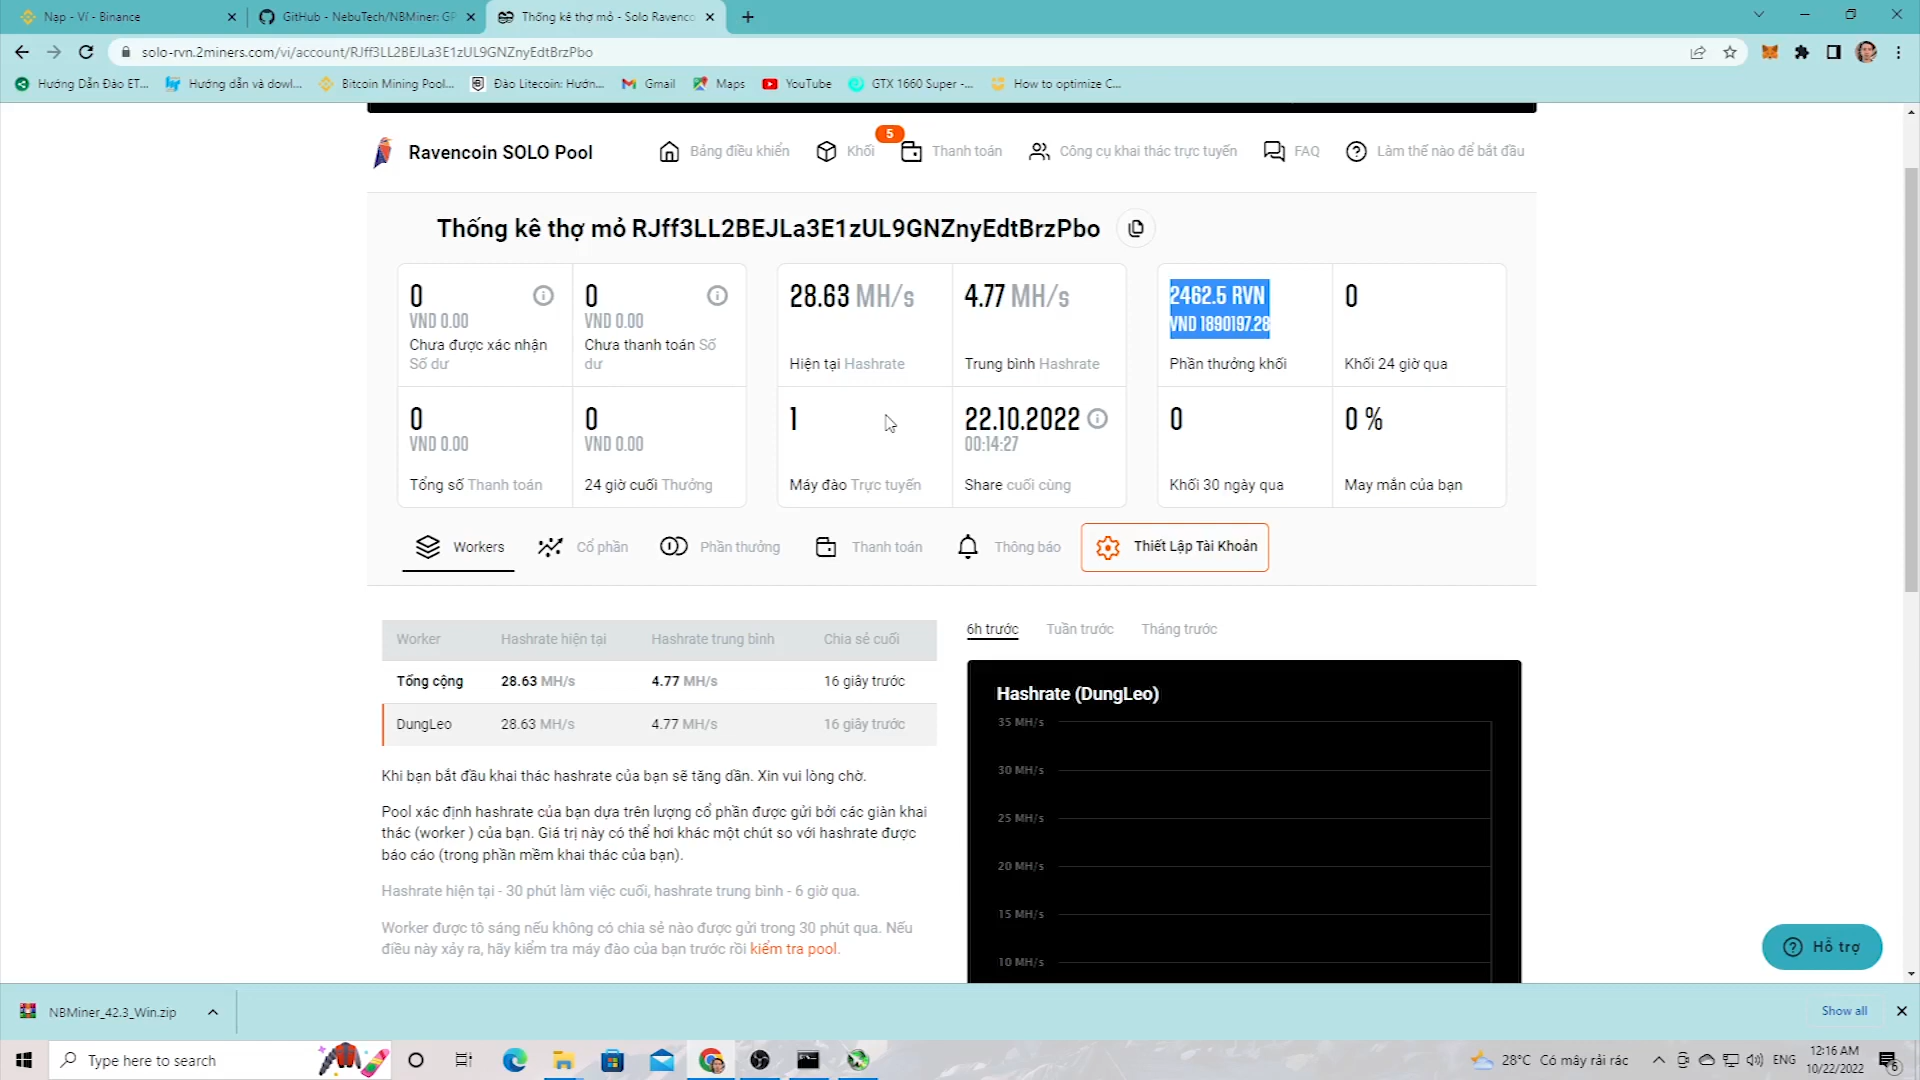 Nạp - Ví - Binance
GitHub - NebuTech/NBMiner: GP
Thống kê thợ mỏ - Solo Ravenco
solo-rvn.2miners.com/vi/account/RJff3LL2BEJLa3E1zUL9GNZnyEdtBrzPbo
Hướng Dẫn Đào ET...
Hướng dẫn và dowl...
Bitcoin Mining Pool...
Đào Litecoin: Hướn...
Gmail
Maps
YouTube
GTX 1660 Super -...
How to optimize C...
Ravencoin SOLO Pool
Bảng điều khiển
Khối
5
Thanh toán
Công cụ khai thác trực tuyến
FAQ
Làm thế nào để bắt đầu
Thống kê thợ mỏ RJff3LL2BEJLa3E1zUL9GNZnyEdtBrzPbo
0
VND 0.00
Chưa được xác nhận
Số dư
0
VND 0.00
Chưa thanh toán Số
dư
28.63 MH/s
Hiện tại Hashrate
4.77 MH/s
Trung bình Hashrate
2462.5 RVN
VND 1890197.28
Phần thưởng khối
0
Khối 24 giờ qua
0
VND 0.00
Tổng số Thanh toán
0
VND 0.00
24 giờ cuối Thưởng
1
Máy đào Trực tuyến
22.10.2022
00:14:27
Share cuối cùng
0
Khối 30 ngày qua
0 %
May mắn của bạn
Workers
Cổ phần
Phần thưởng
Thanh toán
Thông báo
Thiết Lập Tài Khoản
Worker Hashrate hiện tại Hashrate trung bình Chia sẻ cuối
Tổng cộng 28.63 MH/s 4.77 MH/s 16 giây trước
DungLeo 28.63 MH/s 4.77 MH/s 16 giây trước
Khi bạn bắt đầu khai thác hashrate của bạn sẽ tăng dần. Xin vui lòng chờ.
Pool xác định hashrate của bạn dựa trên lượng cổ phần được gửi bởi các giàn khai
thác (worker ) của bạn. Giá trị này có thể hơi khác một chút so với hashrate được
báo cáo (trong phần mềm khai thác của bạn).
Hashrate hiện tại - 30 phút làm việc cuối, hashrate trung bình - 6 giờ qua.
Worker được tô sáng nếu không có chia sẻ nào được gửi trong 30 phút qua. Nếu
điều này xảy ra, hãy kiểm tra máy đào của bạn trước rồi kiểm tra pool.
6h trước
Tuần trước
Tháng trước
Hashrate (DungLeo)
35 MH/s
30 MH/s
25 MH/s
20 MH/s
15 MH/s
10 MH/s
Hỗ trợ
NBMiner_42.3_Win.zip
Show all
Type here to search
28°C Có mây rải rác
ENG
12:16 AM
10/22/2022
6